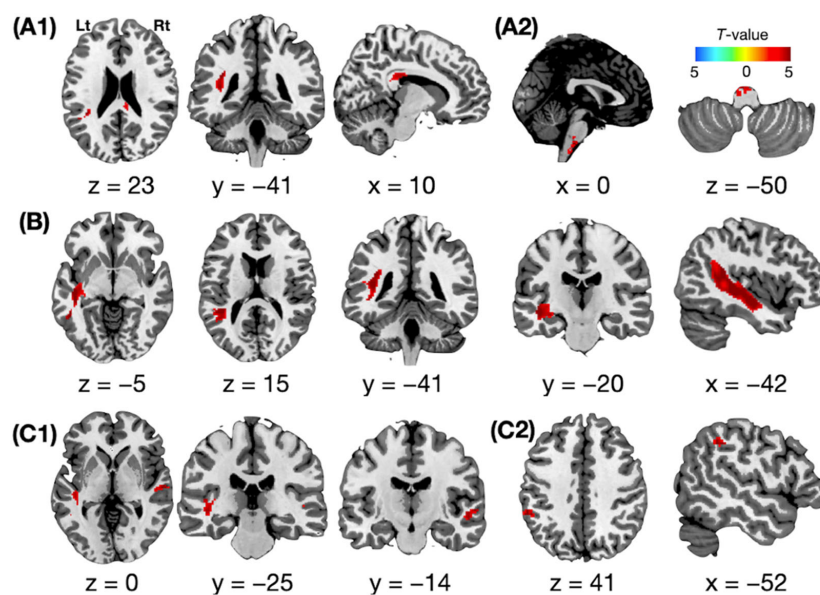 (A1) Lt Rt (A2) T-value
5 0 5
z = 23 y = −41 x = 10 x = 0 z = −50
(B)
z = −5 z = 15 y = −41 y = −20 x = −42
(C1) (C2)
z = 0 y = −25 y = −14 z = 41 x = −52